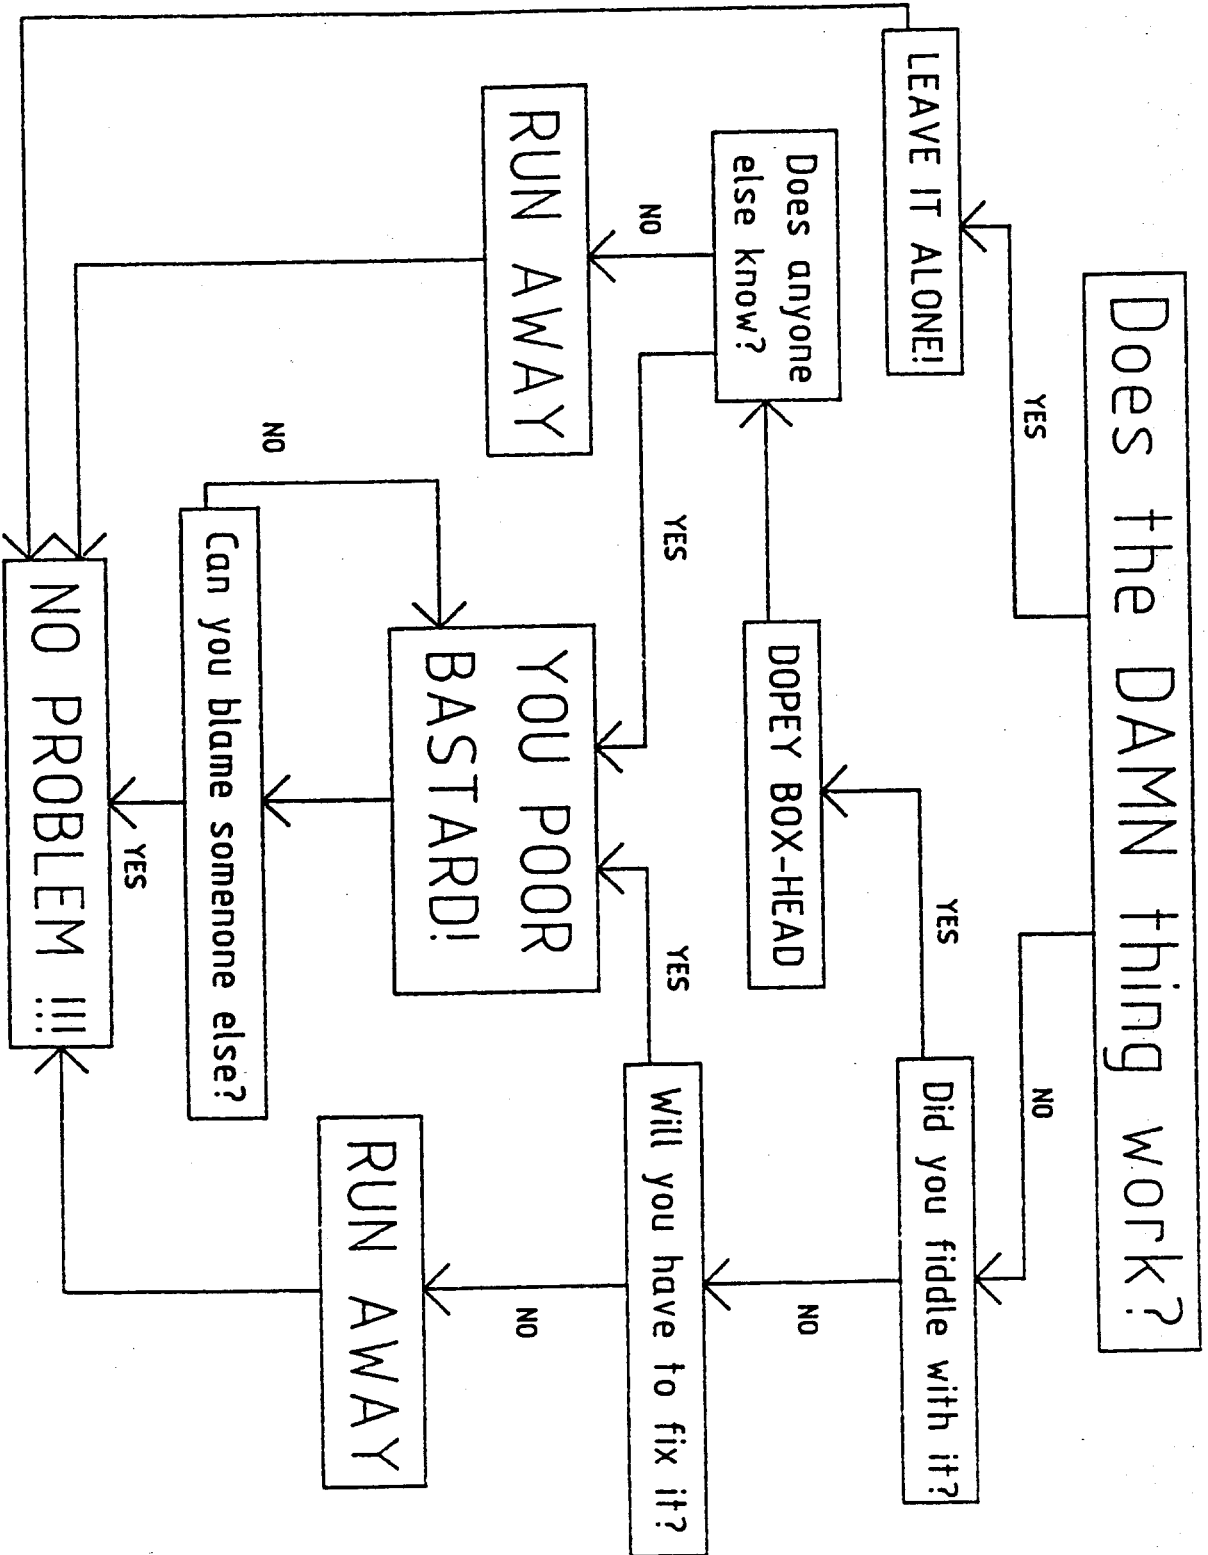 Does the DAMN thing work?
YES
NO
LEAVE IT ALONE!
Did you fiddle with it?
YES
NO
Does anyone
else know?
DOPEY BOX-HEAD
NO
YES
Will you have to fix it?
YES
NO
RUN AWAY
YOU POOR
BASTARD!
RUN AWAY
NO
Can you blame somenone else?
YES
NO PROBLEM !!!